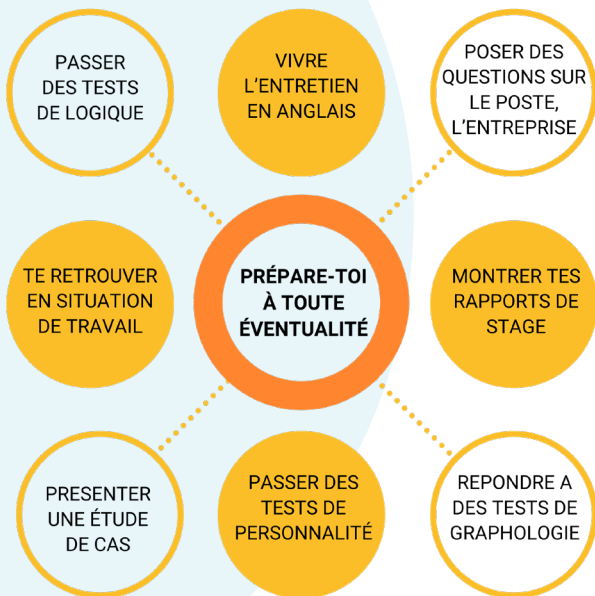 PASSER
DES TESTS
DE LOGIQUE
VIVRE
L'ENTRETIEN
EN ANGLAIS
POSER DES
QUESTIONS SUR
LE POSTE,
L'ENTREPRISE
TE RETROUVER
EN SITUATION
DE TRAVAIL
PRÉPARE-TOI
À TOUTE
ÉVENTUALITÉ
MONTRER TES
RAPPORTS DE
STAGE
PRESENTER
UNE ÉTUDE
DE CAS
PASSER DES
TESTS DE
PERSONNALITÉ
REPONDRE A
DES TESTS DE
GRAPHOLOGIE